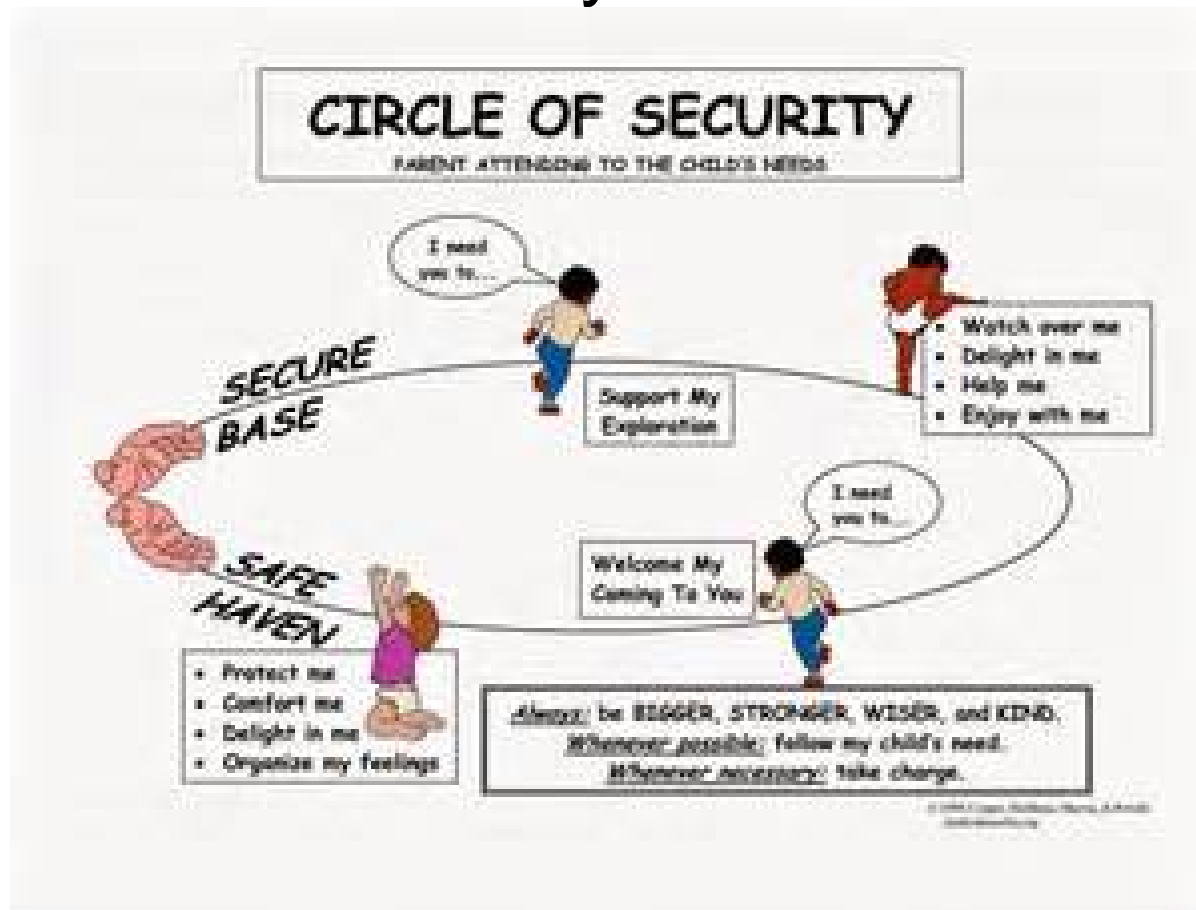 CIRCLE OF SECURITY
PARENT ATTENDING TO THE CHILD'S NEEDS
I need
you to...
SECURE
BASE
Support My
Exploration
• Watch over me
• Delight in me
• Help me
• Enjoy with me
I need
you to...
Welcome My
Coming To You
SAFE
HAVEN
• Protect me
• Comfort me
• Delight in me
• Organize my feelings
Always: be BIGGER, STRONGER, WISER, and KIND.
Whenever possible: follow my child's need.
Whenever necessary: take charge.